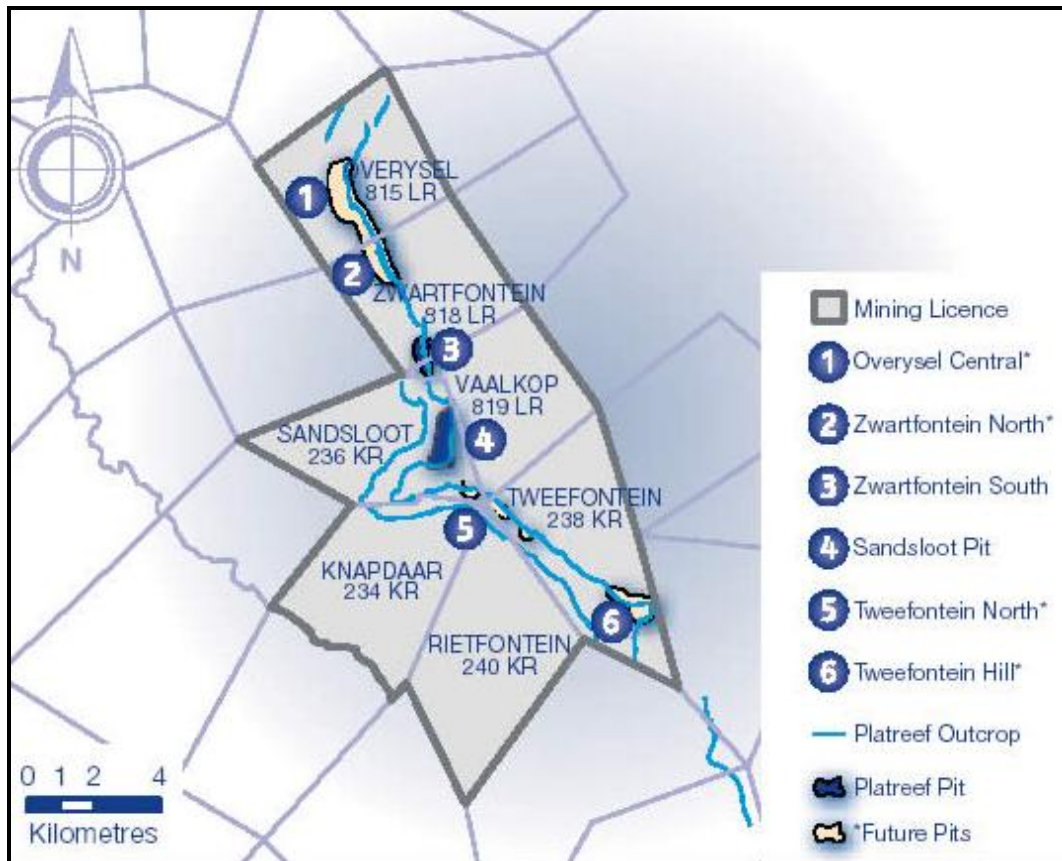 N
OVERYSEL
815 LR
1
2
ZWARTFONTEIN
818 LR
3
VAALKOP
819 LR
SANDSLOOT
236 KR
4
TWEEFONTEIN
238 KR
5
KNAPDAAR
234 KR
6
RIETFONTEIN
240 KR
0 1 2 4
Kilometres
Mining Licence
1 Overysel Central*
2 Zwartfontein North*
3 Zwartfontein South
4 Sandsloot Pit
5 Tweefontein North*
6 Tweefontein Hill*
Platreef Outcrop
Platreef Pit
*Future Pits